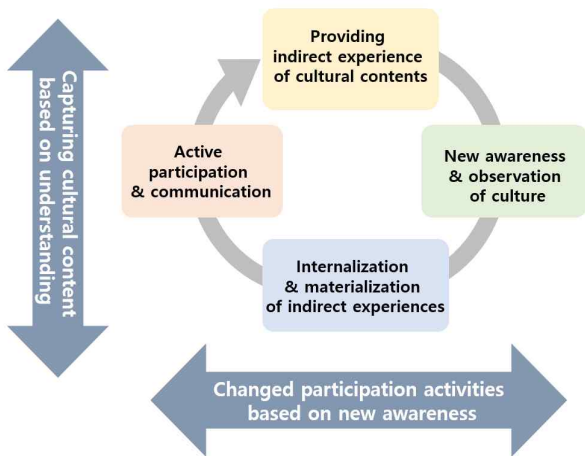 Providing
indirect experience
of cultural contents
Capturing cultural content
based on understanding
Active
participation
& communication
New awareness
& observation
of culture
Internalization
& materialization
of indirect experiences
Changed participation activities
based on new awareness